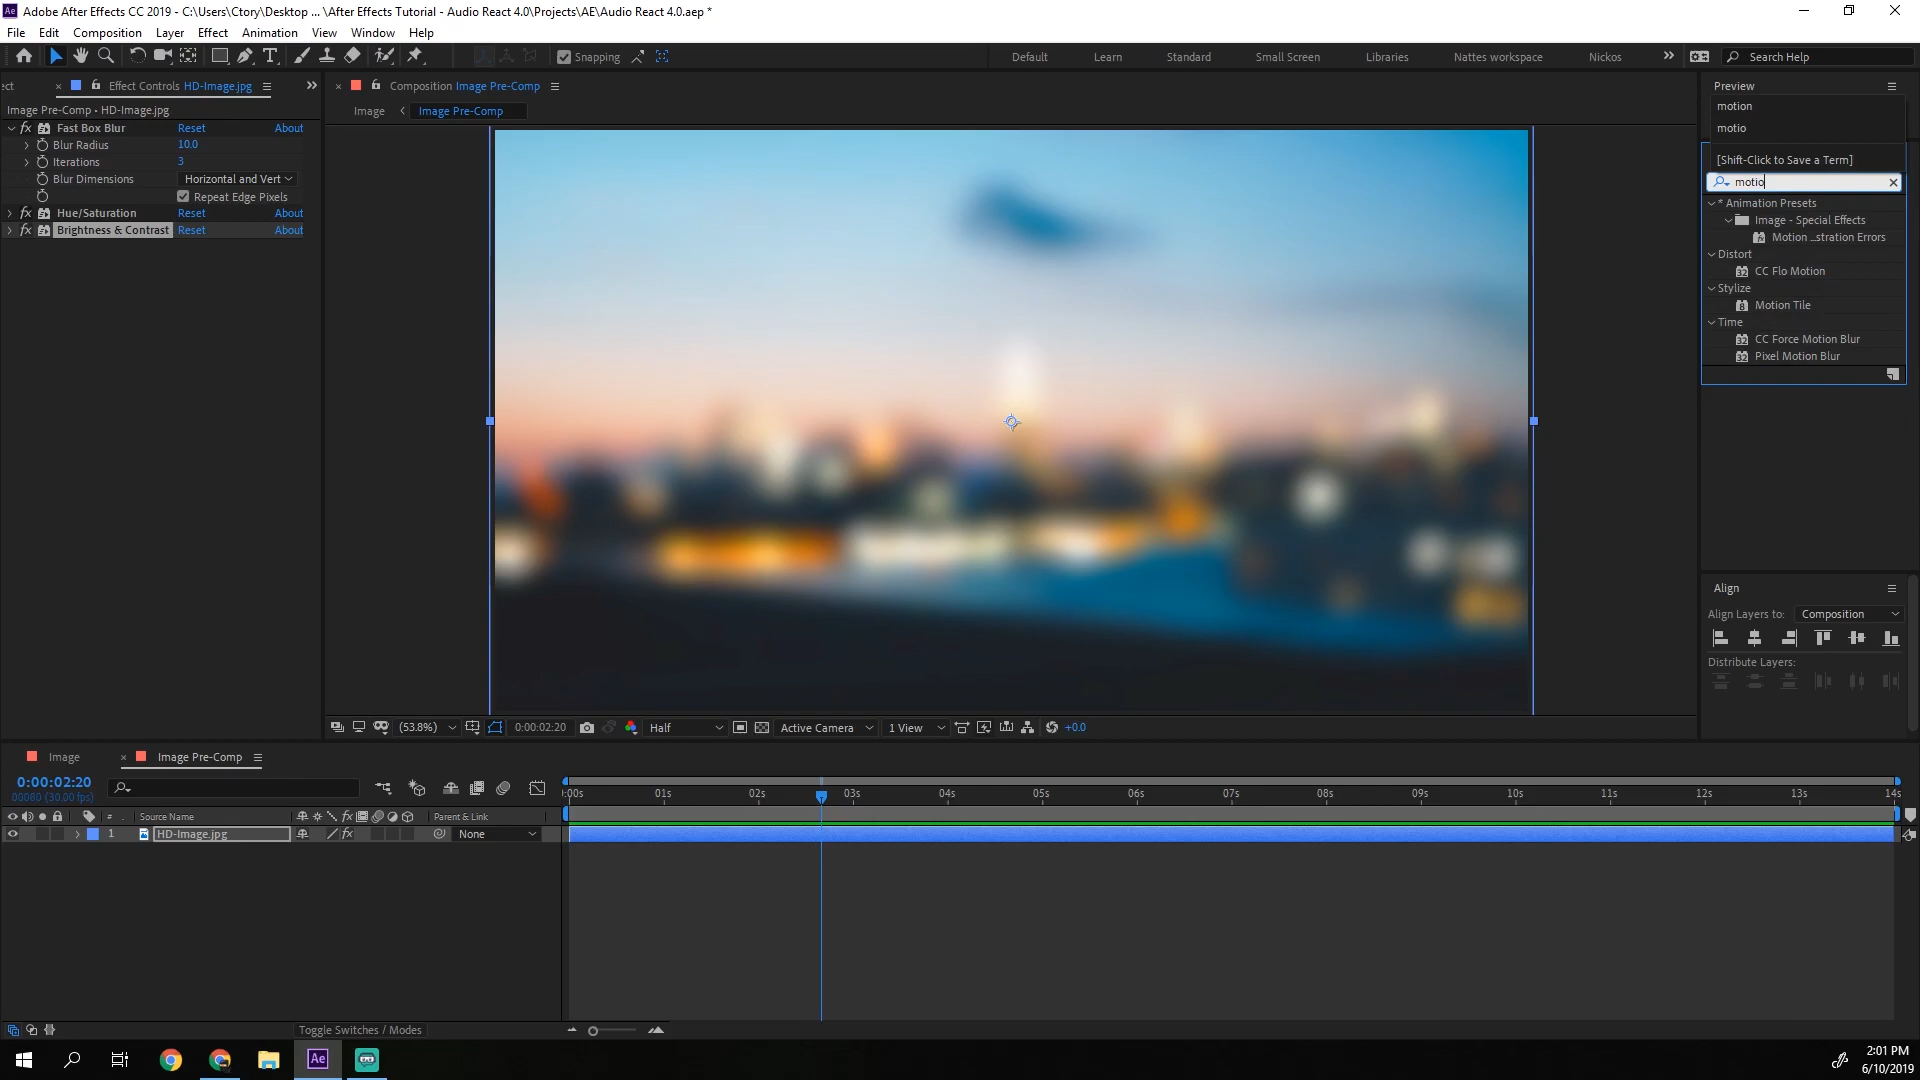 Adobe After Effects CC 2019 - C:\Users\Ctory\Desktop ... \After Effects Tutorial - Audio React 4.0\Projects\AE\Audio React 4.0.aep *
File Edit Composition Layer Effect Animation View Window Help
Snapping
Default Learn Standard Small Screen Libraries Nattes workspace Nickos
Search Help
ect
Effect Controls HD-Image.jpg
Image Pre-Comp • HD-Image.jpg
fx Fast Box Blur Reset About
Blur Radius 10.0
Iterations 3
Blur Dimensions Horizontal and Vert
Repeat Edge Pixels
fx Hue/Saturation Reset About
fx Brightness & Contrast Reset About
Composition Image Pre-Comp
Image Image Pre-Comp
(53.8%) 0:00:02:20 Half Active Camera 1 View +0.0
Preview
motion
motio
[Shift-Click to Save a Term]
motio
* Animation Presets
Image - Special Effects
Motion ...stration Errors
Distort
CC Flo Motion
Stylize
Motion Tile
Time
CC Force Motion Blur
Pixel Motion Blur
Align
Align Layers to: Composition
Distribute Layers:
Image Image Pre-Comp
0:00:02:20
00080 (30.00 fps)
:00s 01s 02s 03s 04s 05s 06s 07s 08s 09s 10s 11s 12s 13s 14s
# Source Name fx Parent & Link
1 HD-Image.jpg fx None
Toggle Switches / Modes
Ae
2:01 PM
6/10/2019